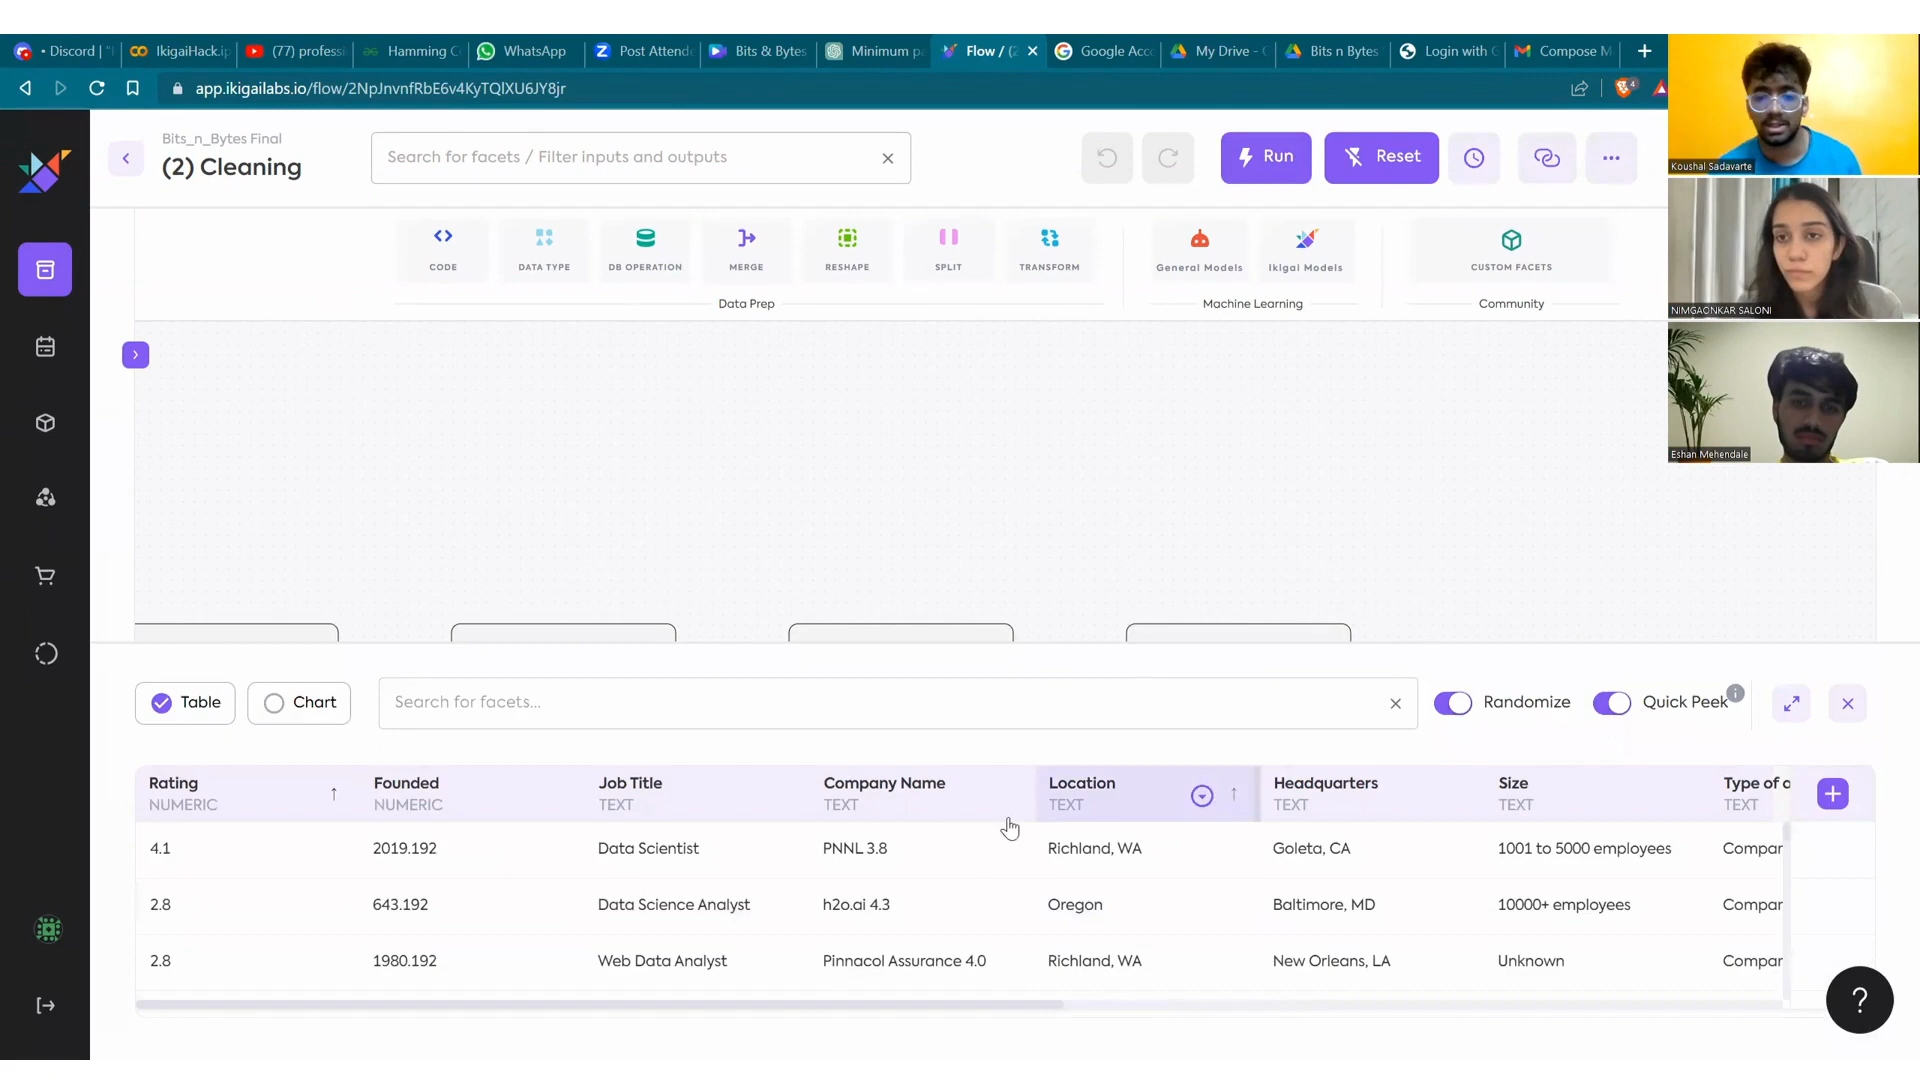 • Discord | "I
IkigaiHack.ip
(77) professi
Hamming C
WhatsApp
Post Attende
Bits & Bytes
Minimum pa
Flow / (2
Google Acc
My Drive - G
Bits n Bytes
Login with G
Compose M
app.ikigailabs.io/flow/2NpJnvnfRbE6v4KyTQlXU6JY8jr
4
Bits_n_Bytes Final
(2) Cleaning
Search for facets / Filter inputs and outputs
Run
Reset
CODE
DATA TYPE
DB OPERATION
MERGE
RESHAPE
SPLIT
TRANSFORM
General Models
Ikigai Models
CUSTOM FACETS
Data Prep
Machine Learning
Community
Koushal Sadavarte
NIMGAONKAR SALONI
Eshan Mehendale
Table
Chart
Search for facets...
Randomize
Quick Peek
Rating
NUMERIC
Founded
NUMERIC
Job Title
TEXT
Company Name
TEXT
Location
TEXT
Headquarters
TEXT
Size
TEXT
Type of o
TEXT
4.1 2019.192 Data Scientist PNNL 3.8 Richland, WA Goleta, CA 1001 to 5000 employees Compar
2.8 643.192 Data Science Analyst h2o.ai 4.3 Oregon Baltimore, MD 10000+ employees Compar
2.8 1980.192 Web Data Analyst Pinnacol Assurance 4.0 Richland, WA New Orleans, LA Unknown Compar
?